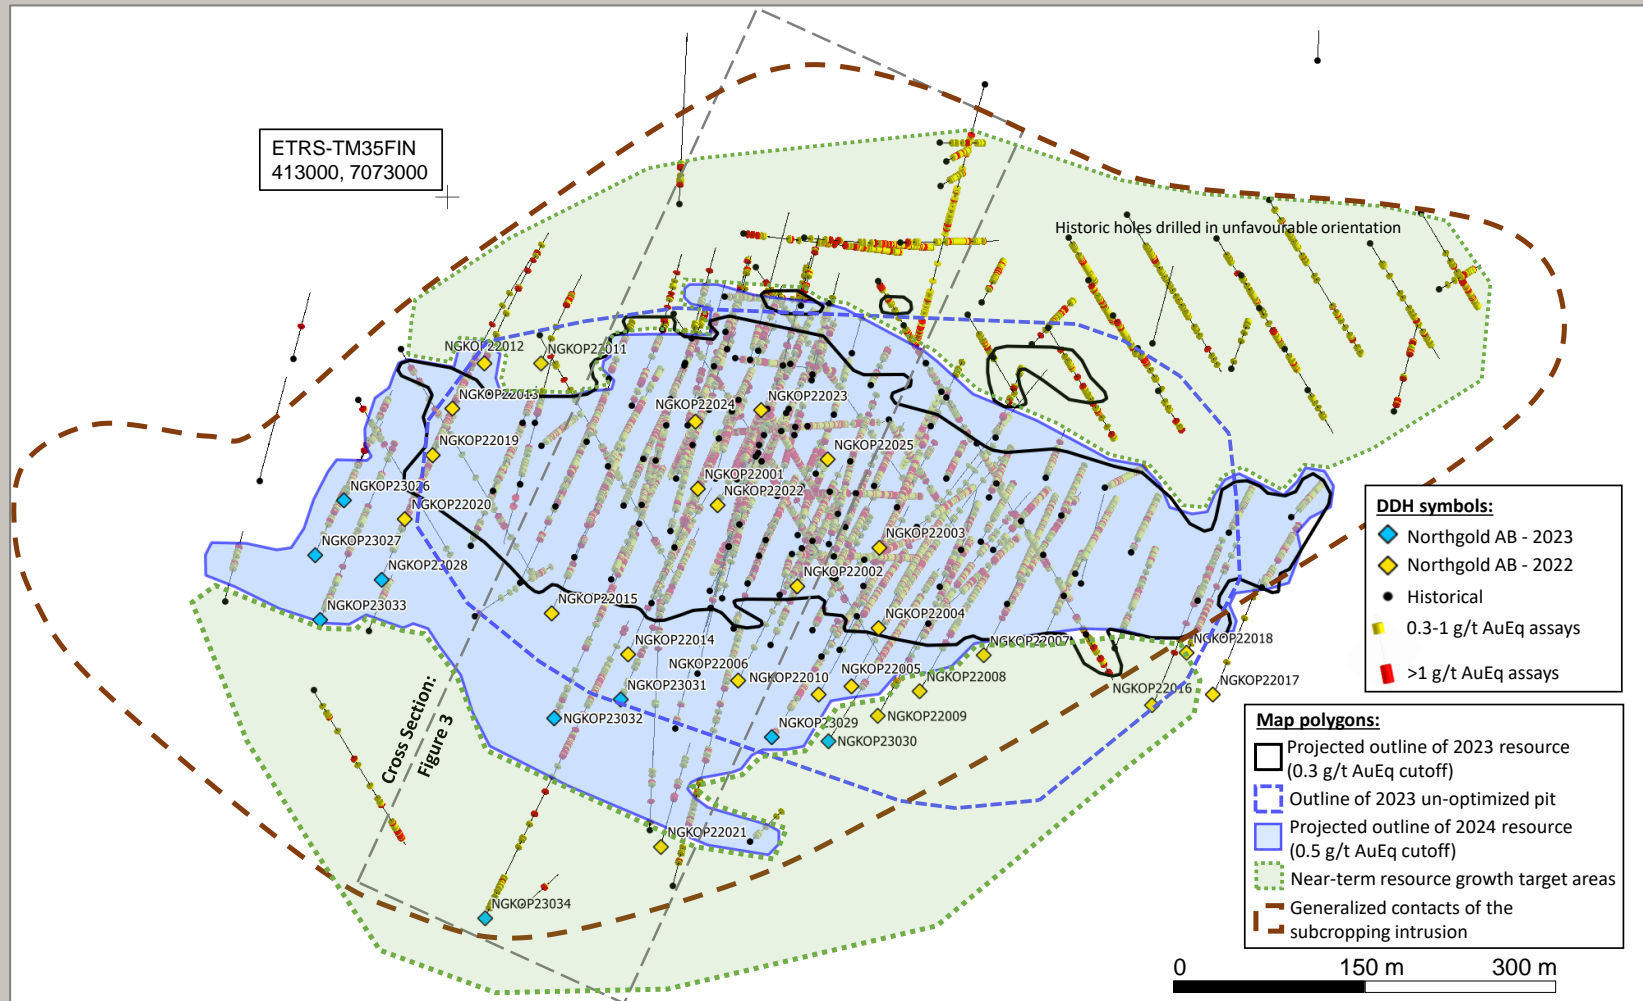 ETRS-TM35FIN
413000, 7073000
Historic holes drilled in unfavourable orientation
NGKOP22012
NGKOP22011
NGKOP22013
NGKOP22024
NGKOP22023
NGKOP22019
NGKOP22025
NGKOP22001
NGKOP23026
NGKOP22022
NGKOP22020
NGKOP22003
NGKOP23027
NGKOP23028
NGKOP22002
NGKOP23033
NGKOP22015
NGKOP22004
NGKOP22014
NGKOP22007
NGKOP22018
NGKOP22006
NGKOP22005
NGKOP22010
NGKOP22008
NGKOP22017
NGKOP23031
NGKOP22016
NGKOP23032
NGKOP23029
NGKOP22009
NGKOP23030
NGKOP22021
NGKOP23034
Cross Section:
Figure 3
DDH symbols:
Northgold AB - 2023
Northgold AB - 2022
Historical
0.3-1 g/t AuEq assays
>1 g/t AuEq assays
Map polygons:
Projected outline of 2023 resource
(0.3 g/t AuEq cutoff)
Outline of 2023 un-optimized pit
Projected outline of 2024 resource
(0.5 g/t AuEq cutoff)
Near-term resource growth target areas
Generalized contacts of the
subcropping intrusion
0 150 m 300 m